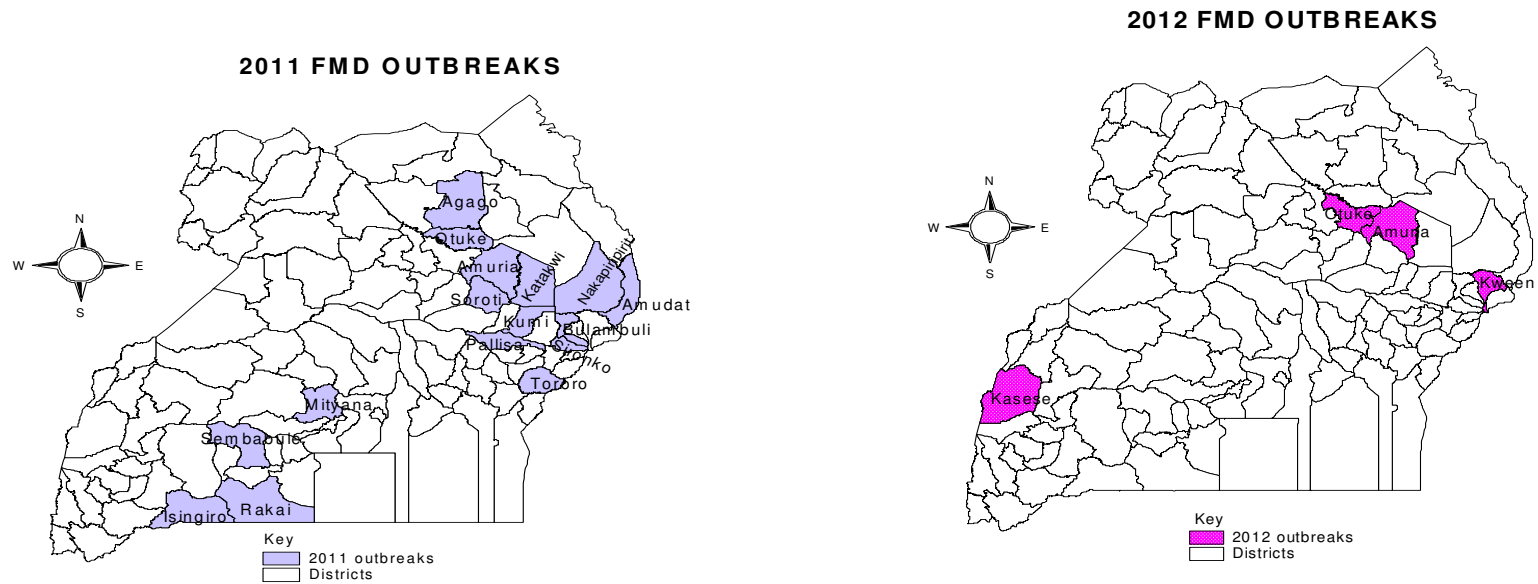 2011 FMD OUTBREAKS
N
W
E
S
Agago
Otuke
Amuria
Katakwi
Nakapiripirit
Soroti
Amudat
Kumi
Bulambuli
Pallisa
Sironko
Tororo
Mityana
Sembabule
Isingiro
Rakai
Key
2011 outbreaks
Districts
2012 FMD OUTBREAKS
N
W
E
S
Otuke
Amuria
Kween
Kasese
Key
2012 outbreaks
Districts